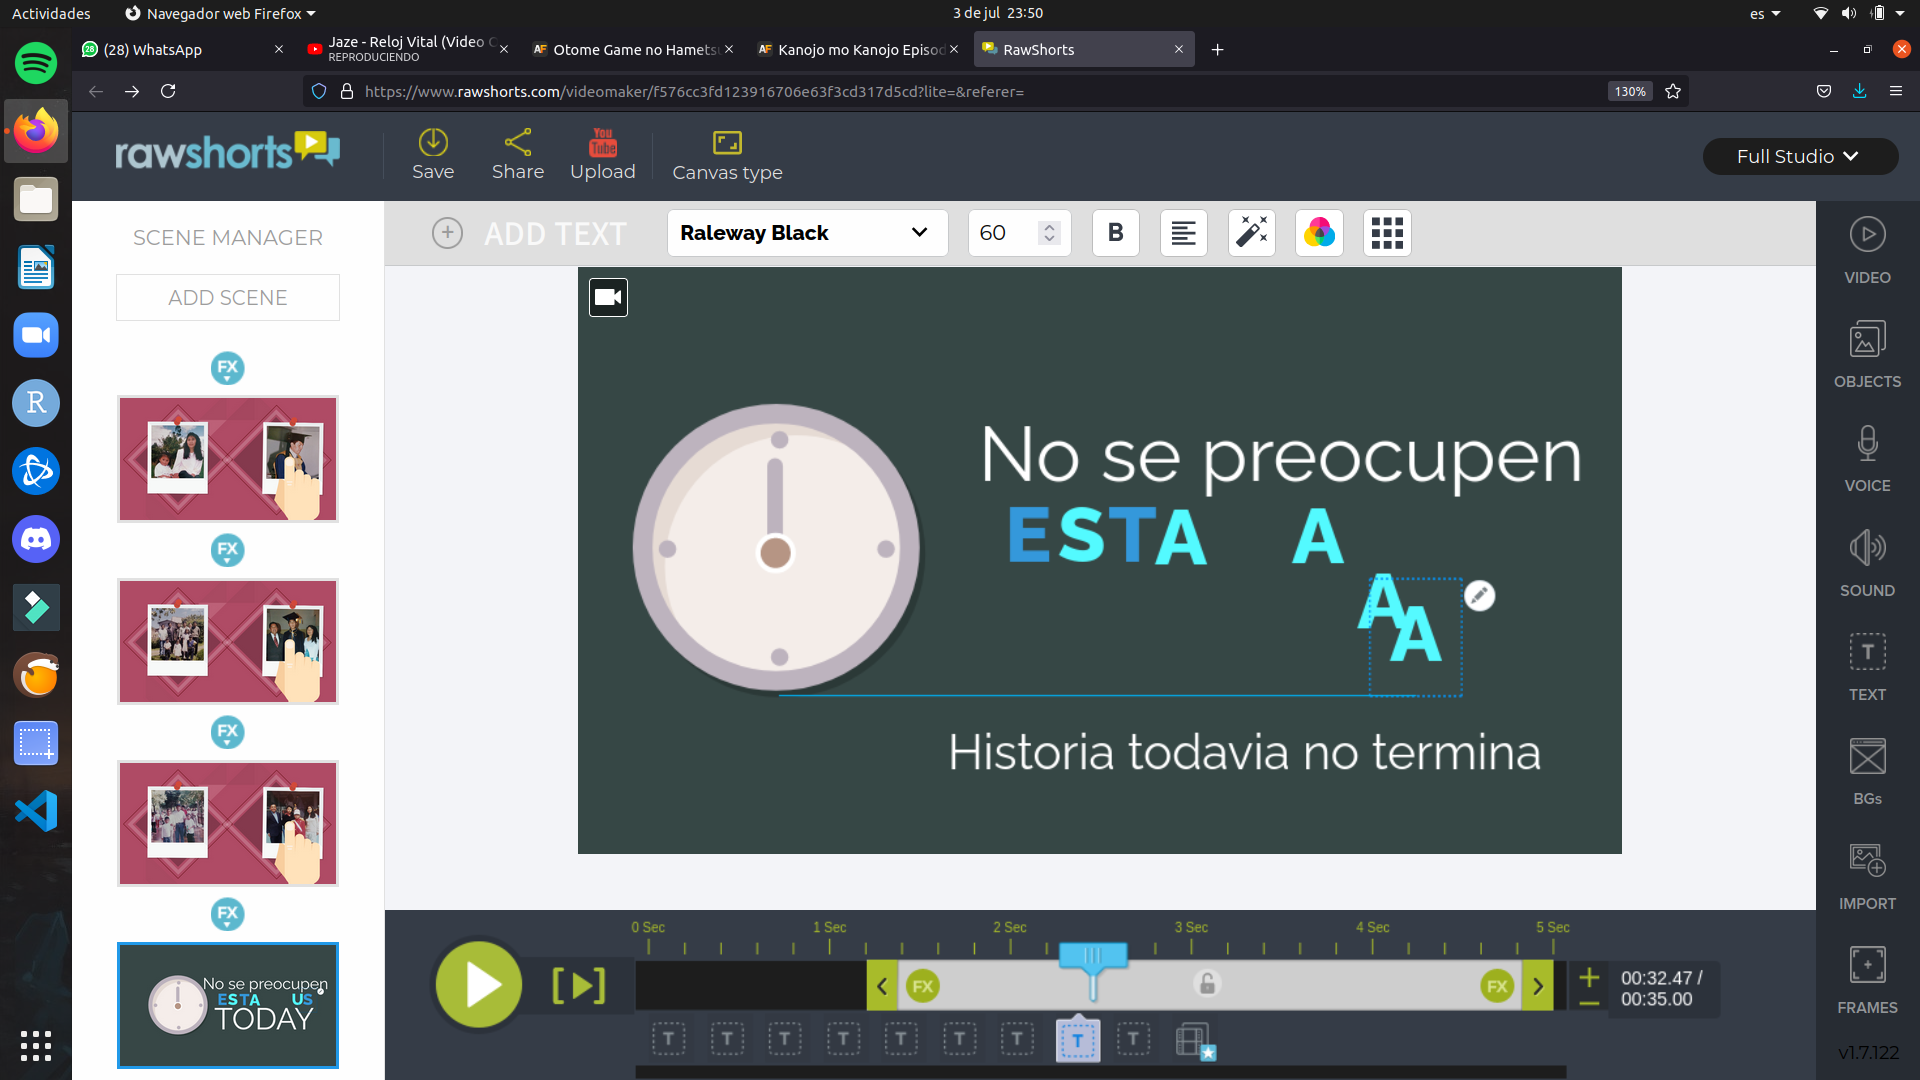 Actividades
Navegador web Firefox
3 de jul 23:50
es
(28) WhatsApp
Jaze - Reloj Vital (Video C
REPRODUCIENDO
Otome Game no Hamets
Kanojo mo Kanojo Episod
RawShorts
https://www.rawshorts.com/videomaker/f576cc3fd123916706e63f3cd317d5cd?lite=&referer=
130%
rawshorts
Save
Share
You Tube
Upload
Canvas type
Full Studio
SCENE MANAGER
ADD TEXT
Raleway Black
60
B
VIDEO
ADD SCENE
FX
OBJECTS
No se preocupen
VOICE
ESTA A
FX
SOUND
A
A
TEXT
FX
Historia todavia no termina
BGs
IMPORT
FX
0 Sec
1 Sec
2 Sec
3 Sec
4 Sec
5 Sec
No se preocupen
ESTA US
TODAY
FX
FX
00:32.47 /
00:35.00
FRAMES
T T T T T T T T T
v1.7.122